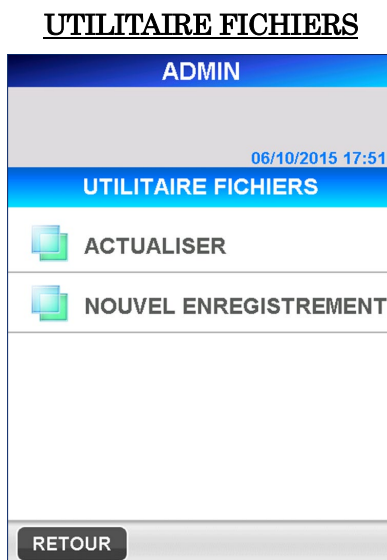 UTILITAIRE FICHIERS
ADMIN
06/10/2015 17:51
UTILITAIRE FICHIERS
ACTUALISER
NOUVEL ENREGISTREMENT
RETOUR